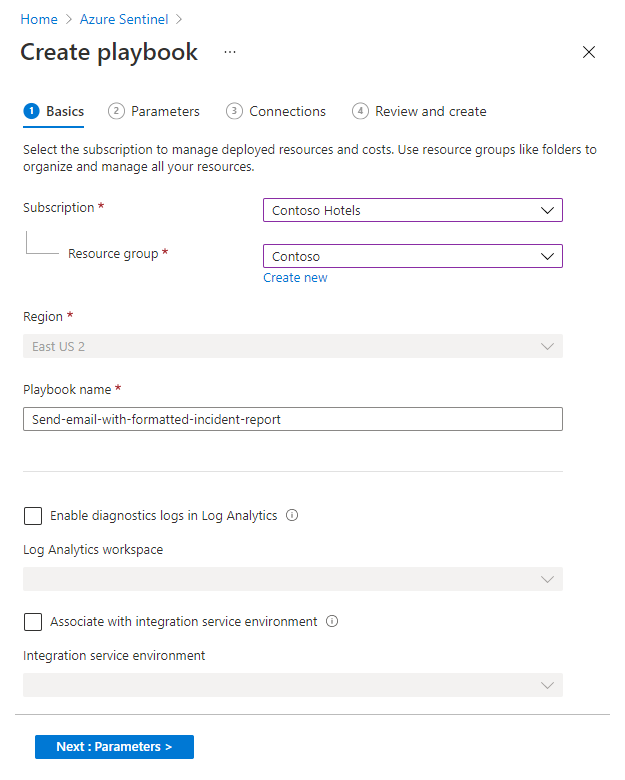 Home > Azure Sentinel >
Create playbook ...
1 Basics 2 Parameters 3 Connections 4 Review and create
Select the subscription to manage deployed resources and costs. Use resource groups like folders to
organize and manage all your resources.
Subscription * Contoso Hotels
Resource group * Contoso
Create new
Region *
East US 2
Playbook name *
Send-email-with-formatted-incident-report
Enable diagnostics logs in Log Analytics
Log Analytics workspace
Associate with integration service environment
Integration service environment
Next : Parameters >